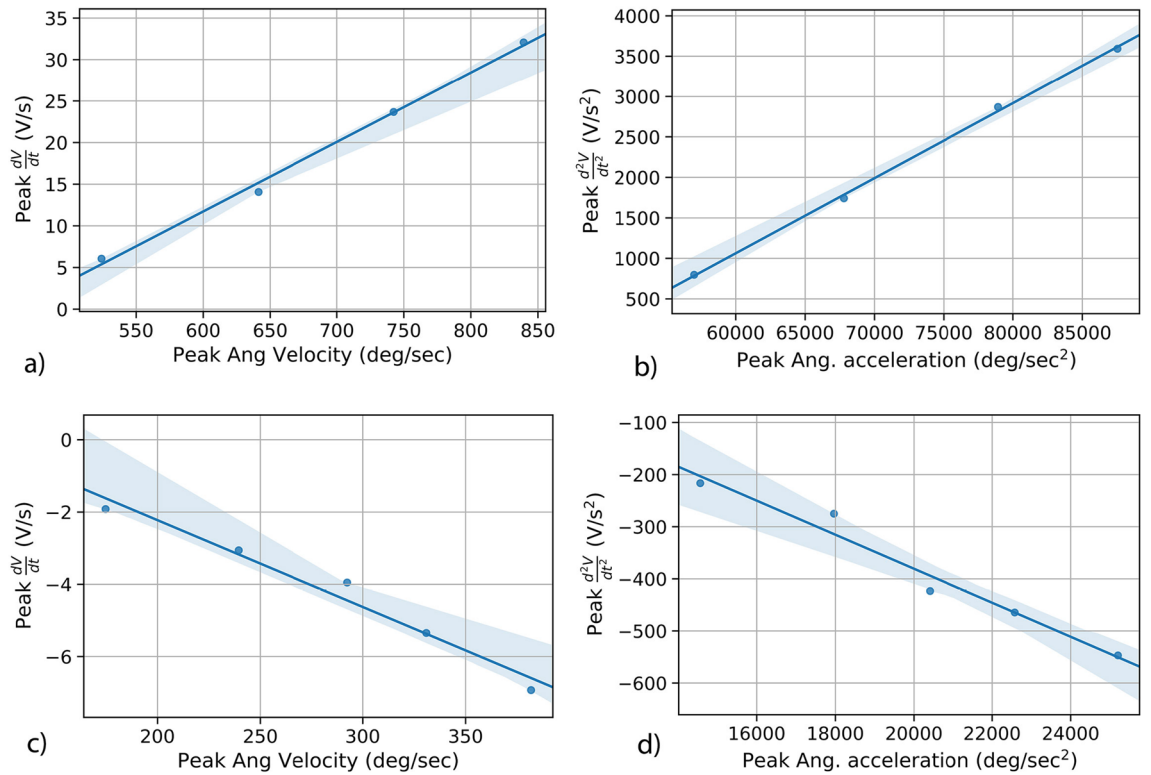 35
30
25
20
15
10
5
0
Peak dV/dt (V/s)
550 600 650 700 750 800 850
Peak Ang Velocity (deg/sec)
a)
4000
3500
3000
2500
2000
1500
1000
500
Peak d²V/dt² (V/s²)
60000 65000 70000 75000 80000 85000
Peak Ang. acceleration (deg/sec²)
b)
0
−2
−4
−6
Peak dV/dt (V/s)
200 250 300 350
Peak Ang Velocity (deg/sec)
c)
−100
−200
−300
−400
−500
−600
Peak d²V/dt² (V/s²)
16000 18000 20000 22000 24000
Peak Ang. acceleration (deg/sec²)
d)